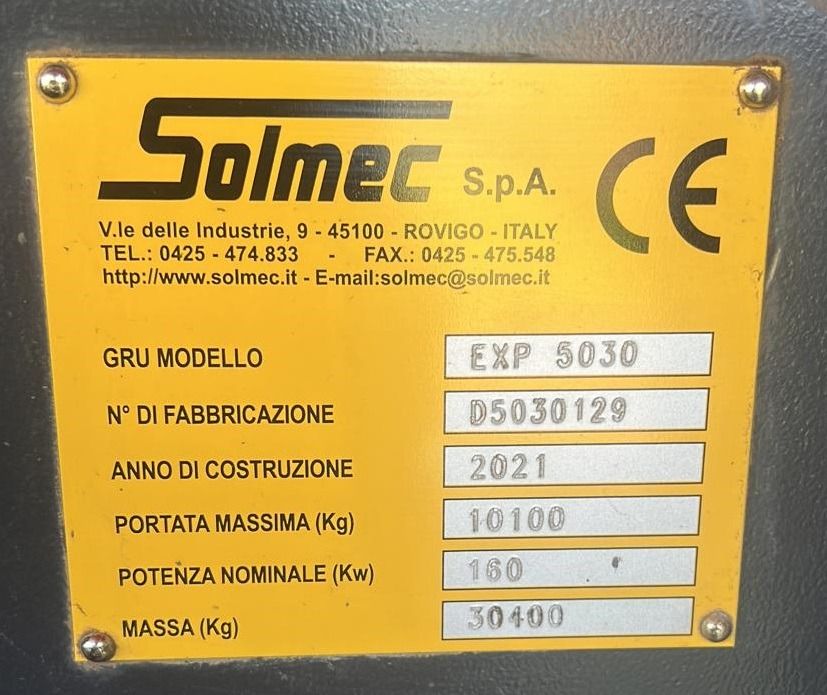 Solmec S.p.A. CE
V.le delle Industrie, 9 - 45100 - ROVIGO - ITALY
TEL.: 0425 - 474.833 - FAX.: 0425 - 475.548
http://www.solmec.it - E-mail:solmec@solmec.it
GRU MODELLO EXP 5030
N° DI FABBRICAZIONE D5030129
ANNO DI COSTRUZIONE 2021
PORTATA MASSIMA (Kg) 10100
POTENZA NOMINALE (Kw) 160
MASSA (Kg) 30400